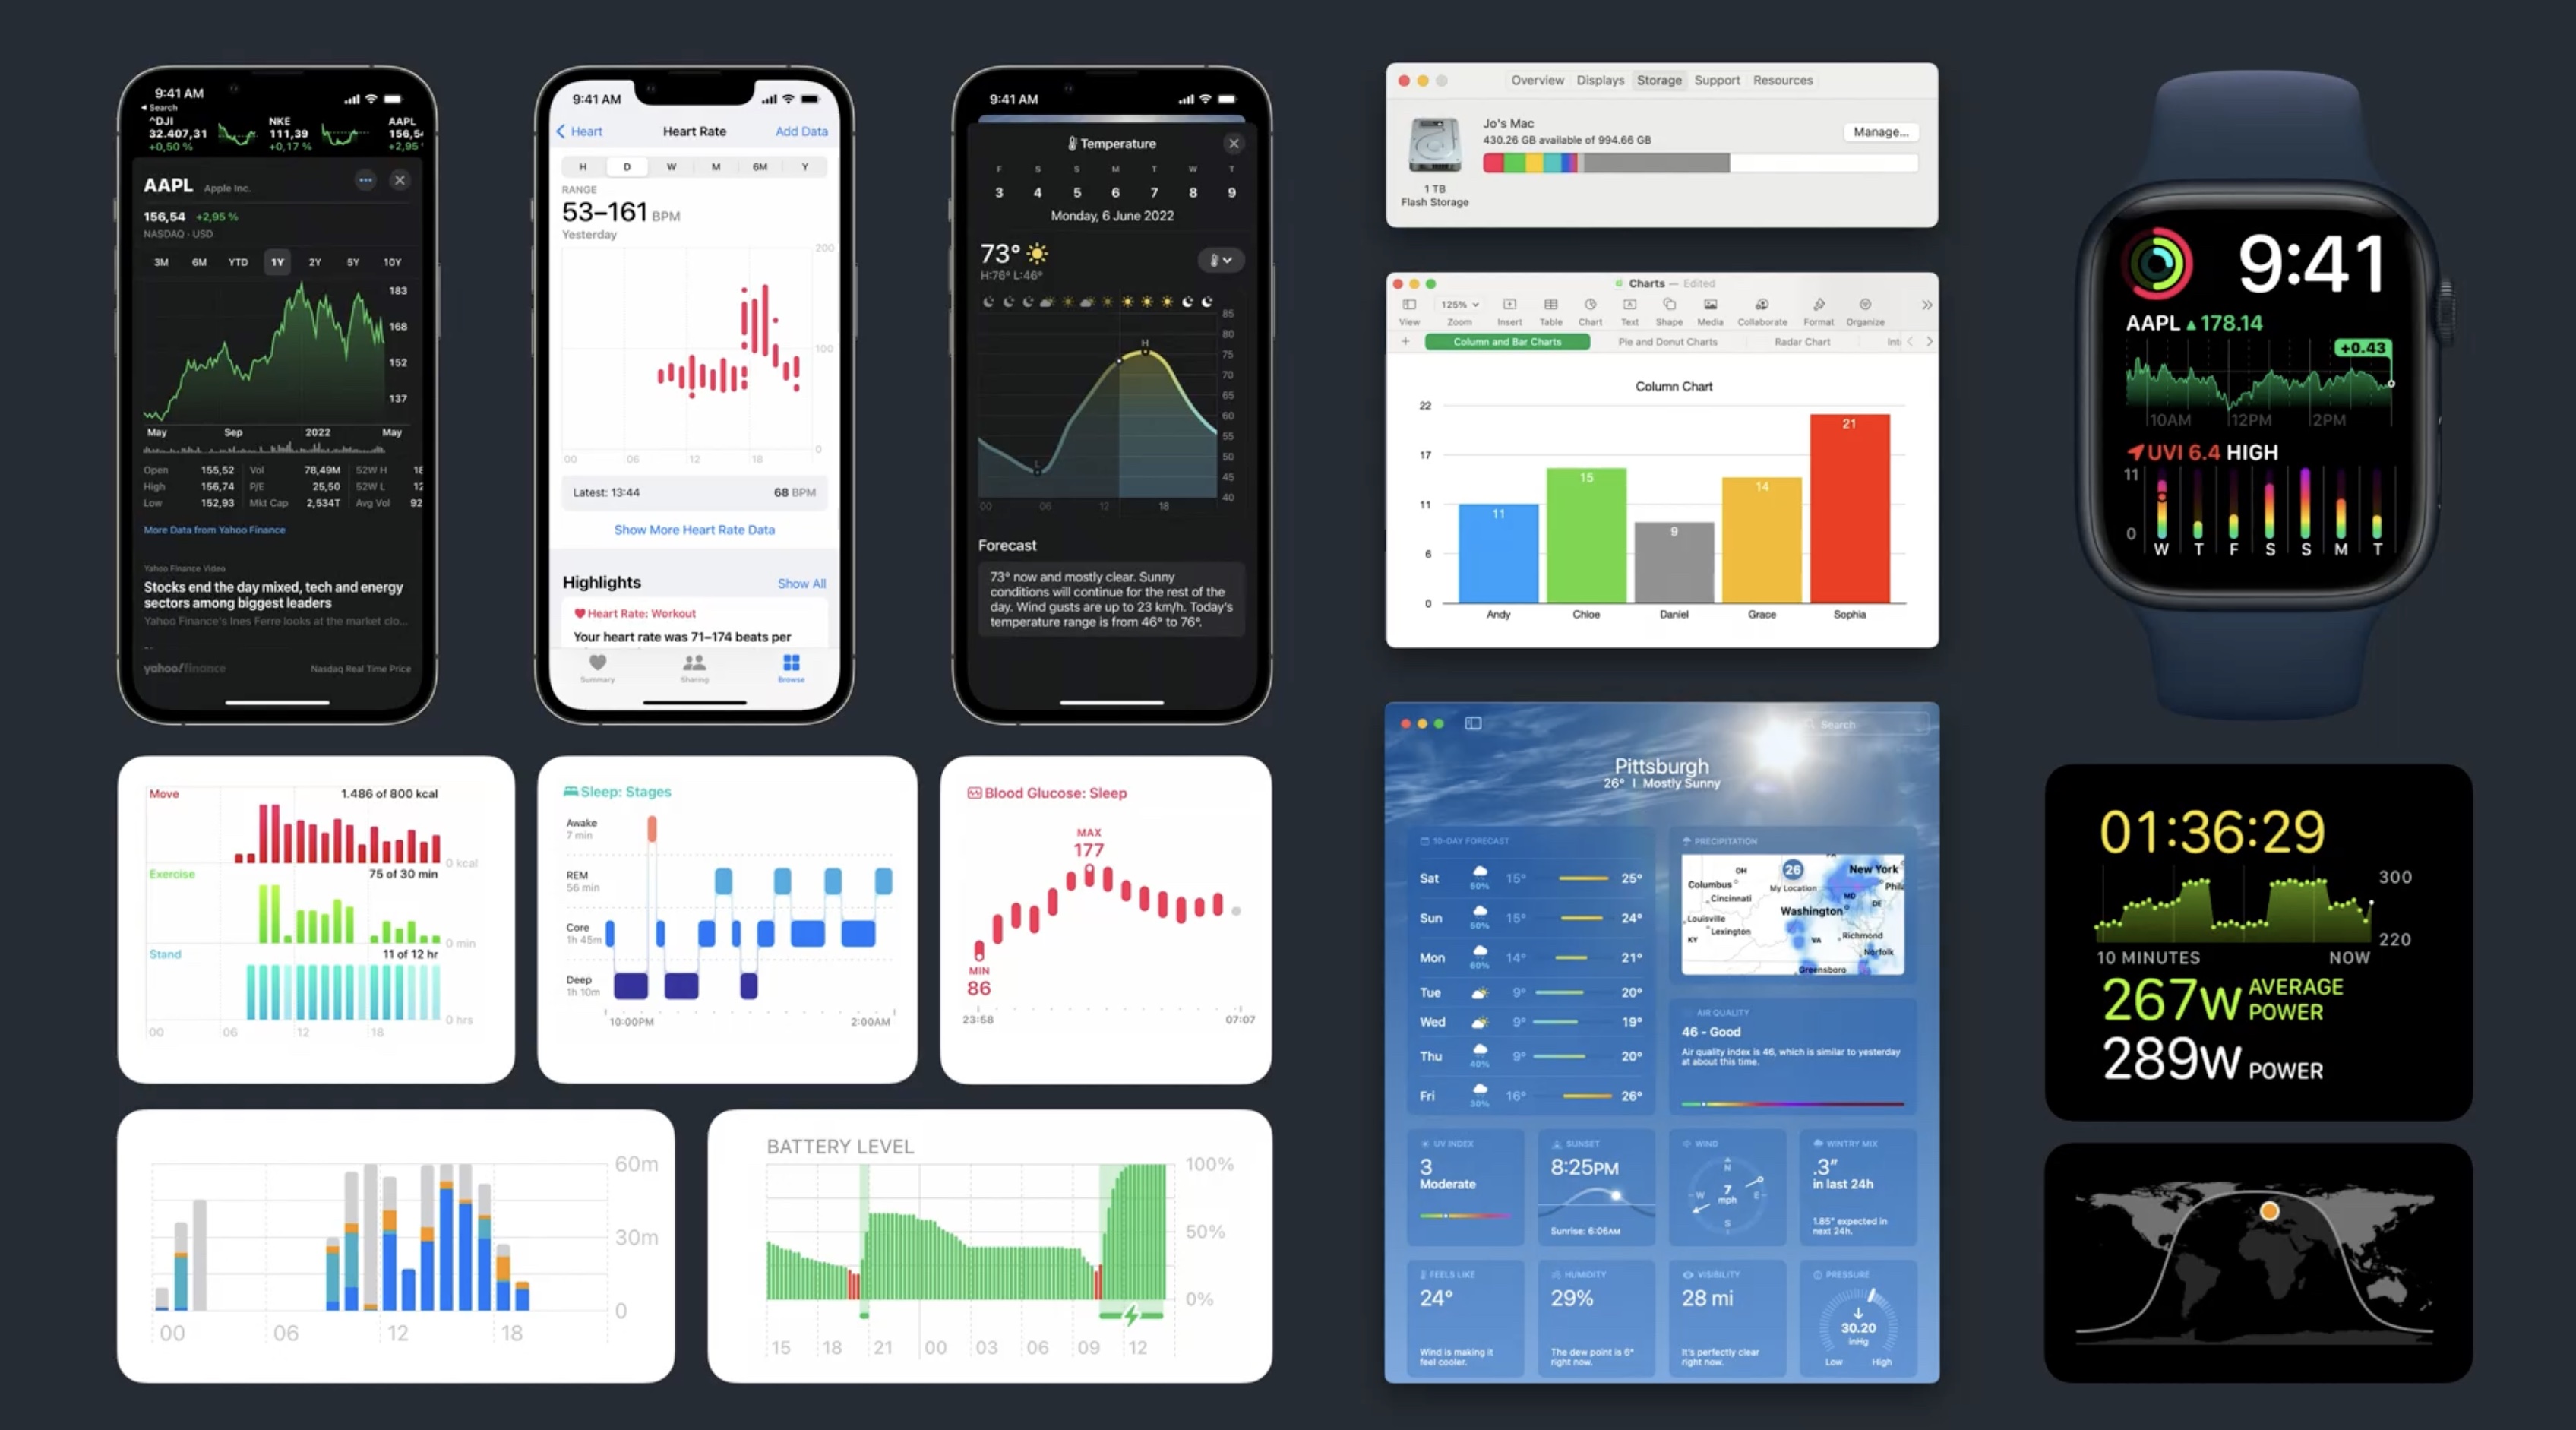 9:41 AM
Search
^DJI
32.407,31
+0,50 %
NKE
111,39
+0,17 %
AAPL
156,54
+2,95
AAPL Apple Inc.
156,54 +2,95 %
NASDAQ · USD
3M 6M YTD 1Y 2Y 5Y 10Y
183
168
152
137
May Sep 2022 May
Open 155,52 Vol 78,49M 52W H 18
High 156,74 P/E 25,50 52W L 12
Low 152,93 Mkt Cap 2,534T Avg Vol 92
More Data from Yahoo Finance
Yahoo Finance Video
Stocks end the day mixed, tech and energy
sectors among biggest leaders
Yahoo Finance's Ines Ferre looks at the market clo...
yahoo!finance Nasdaq Real Time Price
9:41 AM
Heart Heart Rate Add Data
H D W M 6M Y
RANGE
53–161 BPM
Yesterday
200
100
0
00 06 12 18
Latest: 13:44 68 BPM
Show More Heart Rate Data
Highlights Show All
Heart Rate: Workout
Your heart rate was 71–174 beats per
Summary Sharing Browse
9:41 AM
Temperature
F S S M T W T
3 4 5 6 7 8 9
Monday, 6 June 2022
73°
H:76° L:46°
85
80
75
70
65
60
55
50
45
40
H
L
00 06 12 18
Forecast
73° now and mostly clear. Sunny
conditions will continue for the rest of the
day. Wind gusts are up to 23 km/h. Today's
temperature range is from 46° to 76°.
Overview Displays Storage Support Resources
Jo's Mac
430.26 GB available of 994.66 GB
Manage...
1 TB
Flash Storage
Charts — Edited
125%
View Zoom Insert Table Chart Text Shape Media Collaborate Format Organize
+ Column and Bar Charts Pie and Donut Charts Radar Chart Int
Column Chart
22
17
11
6
0
11
15
9
14
21
Andy Chloe Daniel Grace Sophia
9:41
AAPL 178.14
+0.43
10AM 12PM 2PM
UVI 6.4 HIGH
11
0
W T F S S M T
Move 1.486 of 800 kcal
0 kcal
Exercise 75 of 30 min
0 min
Stand 11 of 12 hr
0 hrs
00 06 12 18
Sleep: Stages
Awake
7 min
REM
56 min
Core
1h 45m
Deep
1h 10m
10:00PM 2:00AM
Blood Glucose: Sleep
MAX
177
MIN
86
23:58 07:07
60m
30m
0
00 06 12 18
BATTERY LEVEL
100%
50%
0%
15 18 21 00 03 06 09 12
Search
Pittsburgh
26° | Mostly Sunny
10-DAY FORECAST
Sat 50% 15° 25°
Sun 50% 15° 24°
Mon 60% 14° 21°
Tue 9° 20°
Wed 9° 19°
Thu 40% 9° 20°
Fri 30% 16° 26°
PRECIPITATION
PA
OH
26
New York
Columbus
My Location
Phila
Cincinnati
MD
DE
Washington
Louisville
Lexington
KY
VA
Richmond
Norfolk
Greensboro
AIR QUALITY
46 - Good
Air quality index is 46, which is similar to yesterday
at about this time.
UV INDEX
3
Moderate
SUNSET
8:25PM
Sunrise: 6:06AM
WIND
N
W 7 E
mph
S
WINTRY MIX
.3"
in last 24h
1.85" expected in
next 24h.
FEELS LIKE
24°
Wind is making it
feel cooler.
HUMIDITY
29%
The dew point is 6°
right now.
VISIBILITY
28 mi
It's perfectly clear
right now.
PRESSURE
30.20
inHg
Low High
01:36:29
300
220
10 MINUTES NOW
267W AVERAGE
POWER
289W POWER